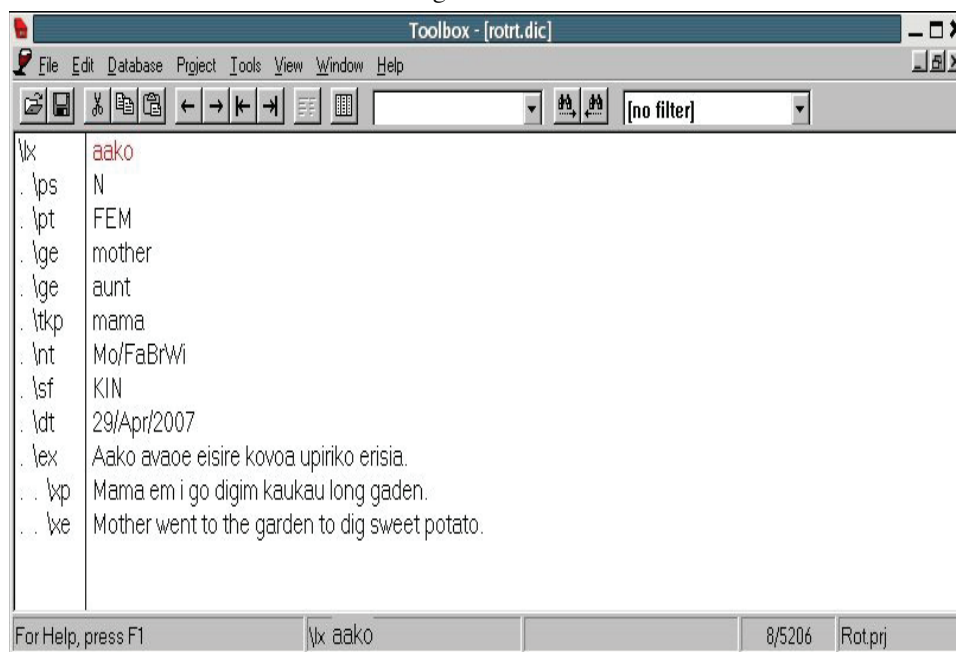 Toolbox - [rotrt.dic]
File Edit Database Project Tools View Window Help
[no filter]
\lx aako
. \ps N
. \pt FEM
. \ge mother
. \ge aunt
. \tkp mama
. \nt Mo/FaBrWi
. \sf KIN
. \dt 29/Apr/2007
. \ex Aako avaoe eisire kovoa upiriko erisia.
. . \xp Mama em i go digim kaukau long gaden.
. . \xe Mother went to the garden to dig sweet potato.
For Help, press F1 \lx aako 8/5206 Rot.prj